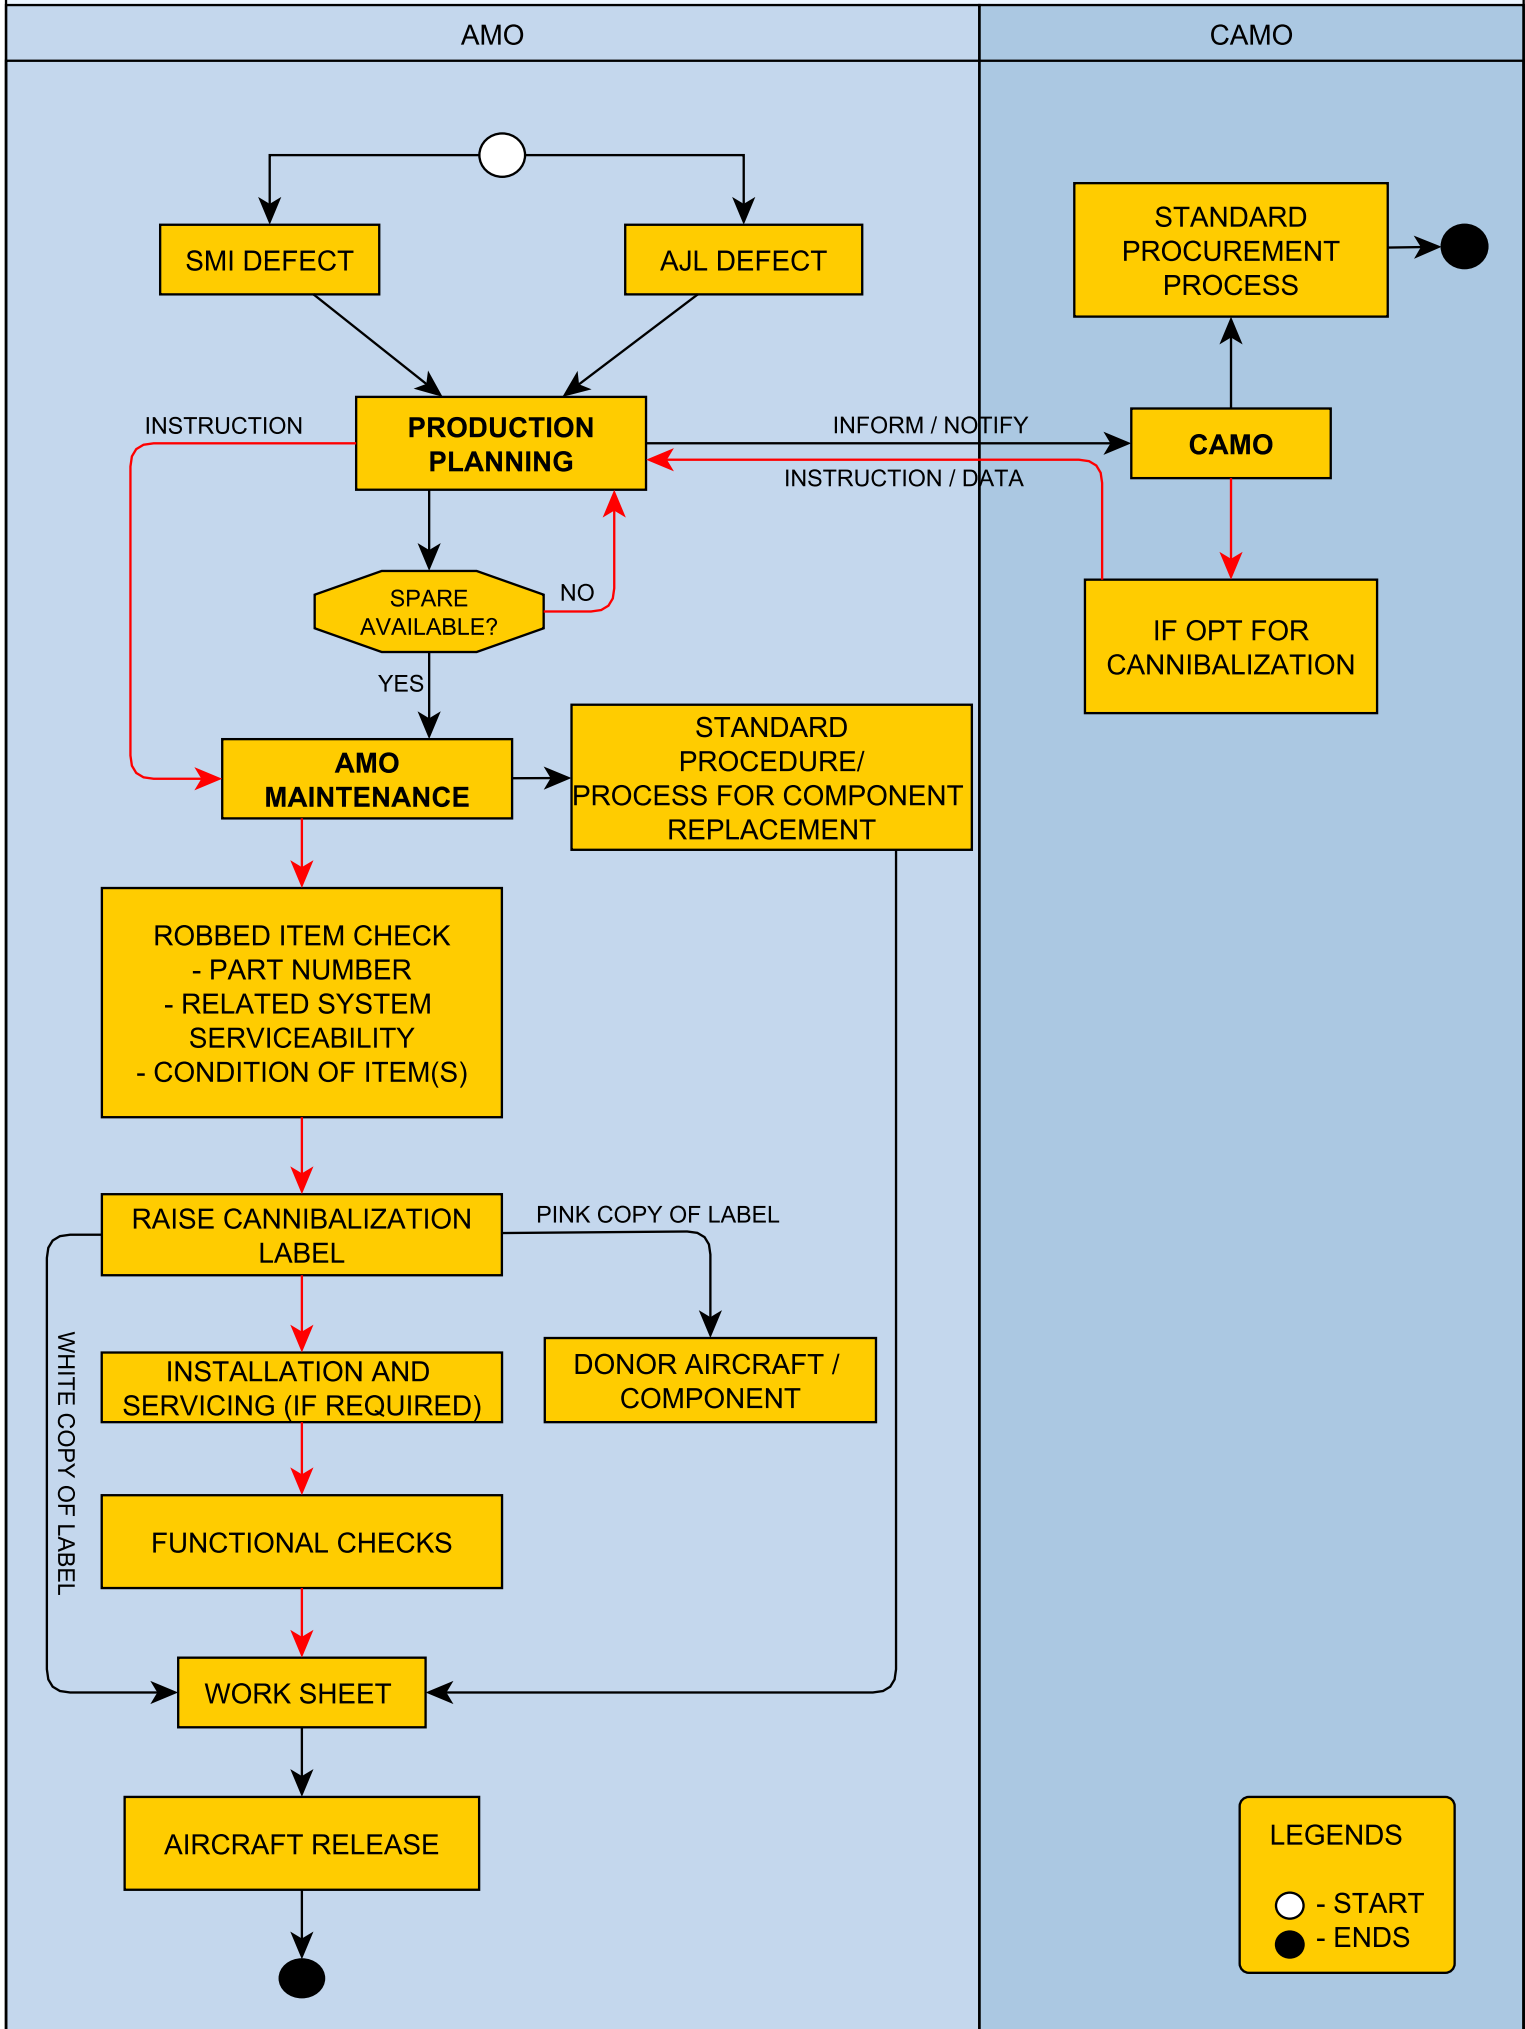 AMO
CAMO
SMI DEFECT
AJL DEFECT
STANDARD
PROCUREMENT
PROCESS
INSTRUCTION
PRODUCTION
PLANNING
INFORM / NOTIFY
INSTRUCTION / DATA
CAMO
SPARE
AVAILABLE?
NO
YES
IF OPT FOR
CANNIBALIZATION
AMO
MAINTENANCE
STANDARD
PROCEDURE/
PROCESS FOR COMPONENT
REPLACEMENT
ROBBED ITEM CHECK
- PART NUMBER
- RELATED SYSTEM
SERVICEABILITY
- CONDITION OF ITEM(S)
RAISE CANNIBALIZATION
LABEL
PINK COPY OF LABEL
WHITE COPY OF LABEL
INSTALLATION AND
SERVICING (IF REQUIRED)
DONOR AIRCRAFT /
COMPONENT
FUNCTIONAL CHECKS
WORK SHEET
AIRCRAFT RELEASE
LEGENDS
- START
- ENDS